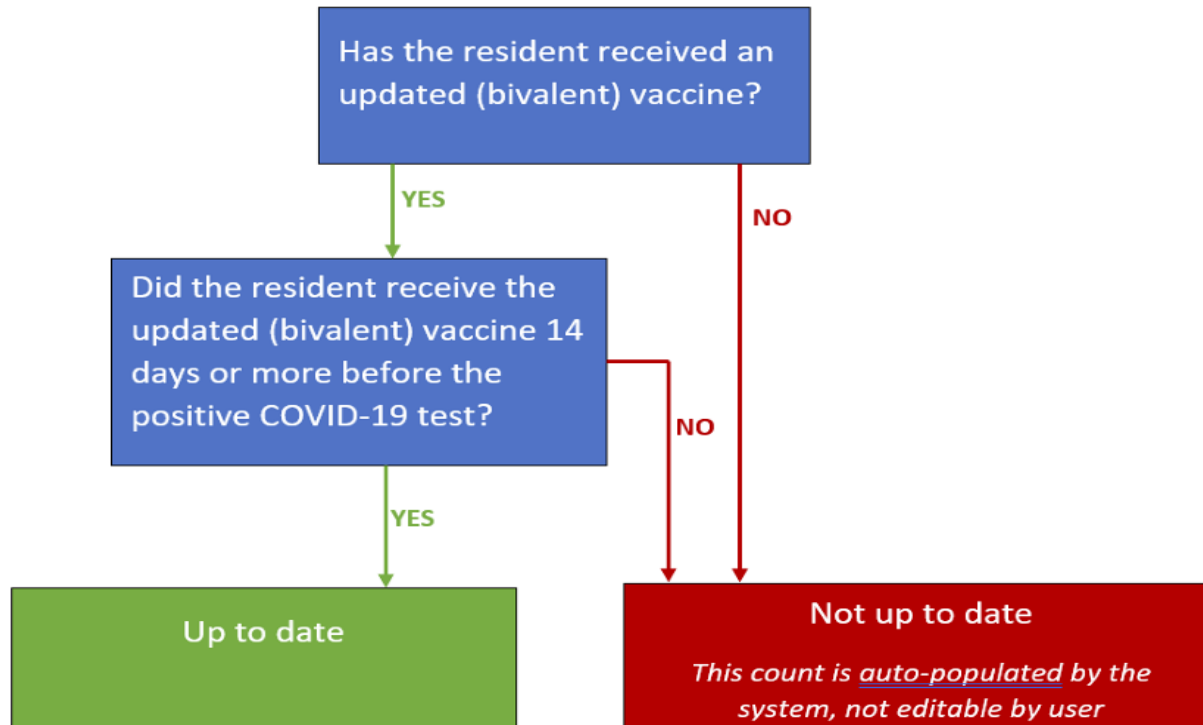 Has the resident received an
updated (bivalent) vaccine?
YES
NO
Did the resident receive the
updated (bivalent) vaccine 14
days or more before the
positive COVID-19 test?
NO
YES
Up to date
Not up to date
This count is auto-populated by the
system, not editable by user